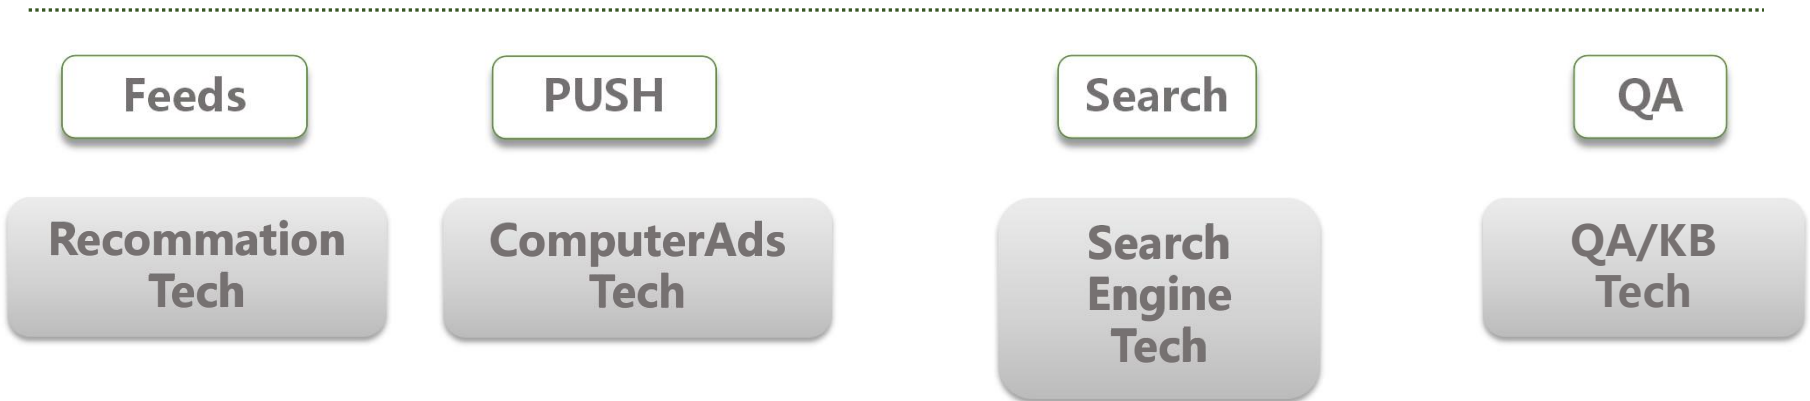 Feeds
PUSH
Search
QA
Recommation
Tech
ComputerAds
Tech
Search
Engine
Tech
QA/KB
Tech